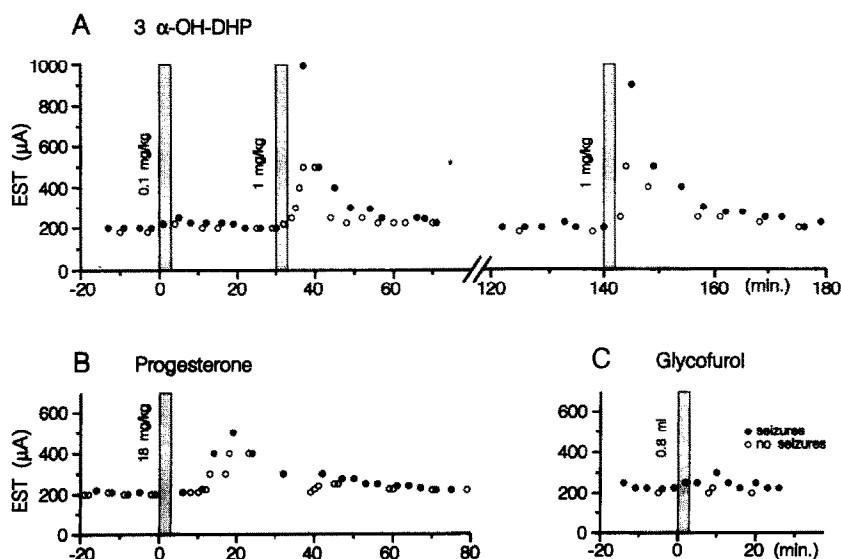 A 3 α-OH-DHP
EST (µA)
1000
800
600
400
200
0
0.1 mg/kg
1 mg/kg
1 mg/kg
-20 0 20 40 60 120 140 160 (min.) 180
B Progesterone
EST (µA)
600
400
200
0
18 mg/kg
-20 0 20 40 60 80
C Glycofurol
600
400
200
0
0.8 ml
seizures
no seizures
-20 0 20 (min.)